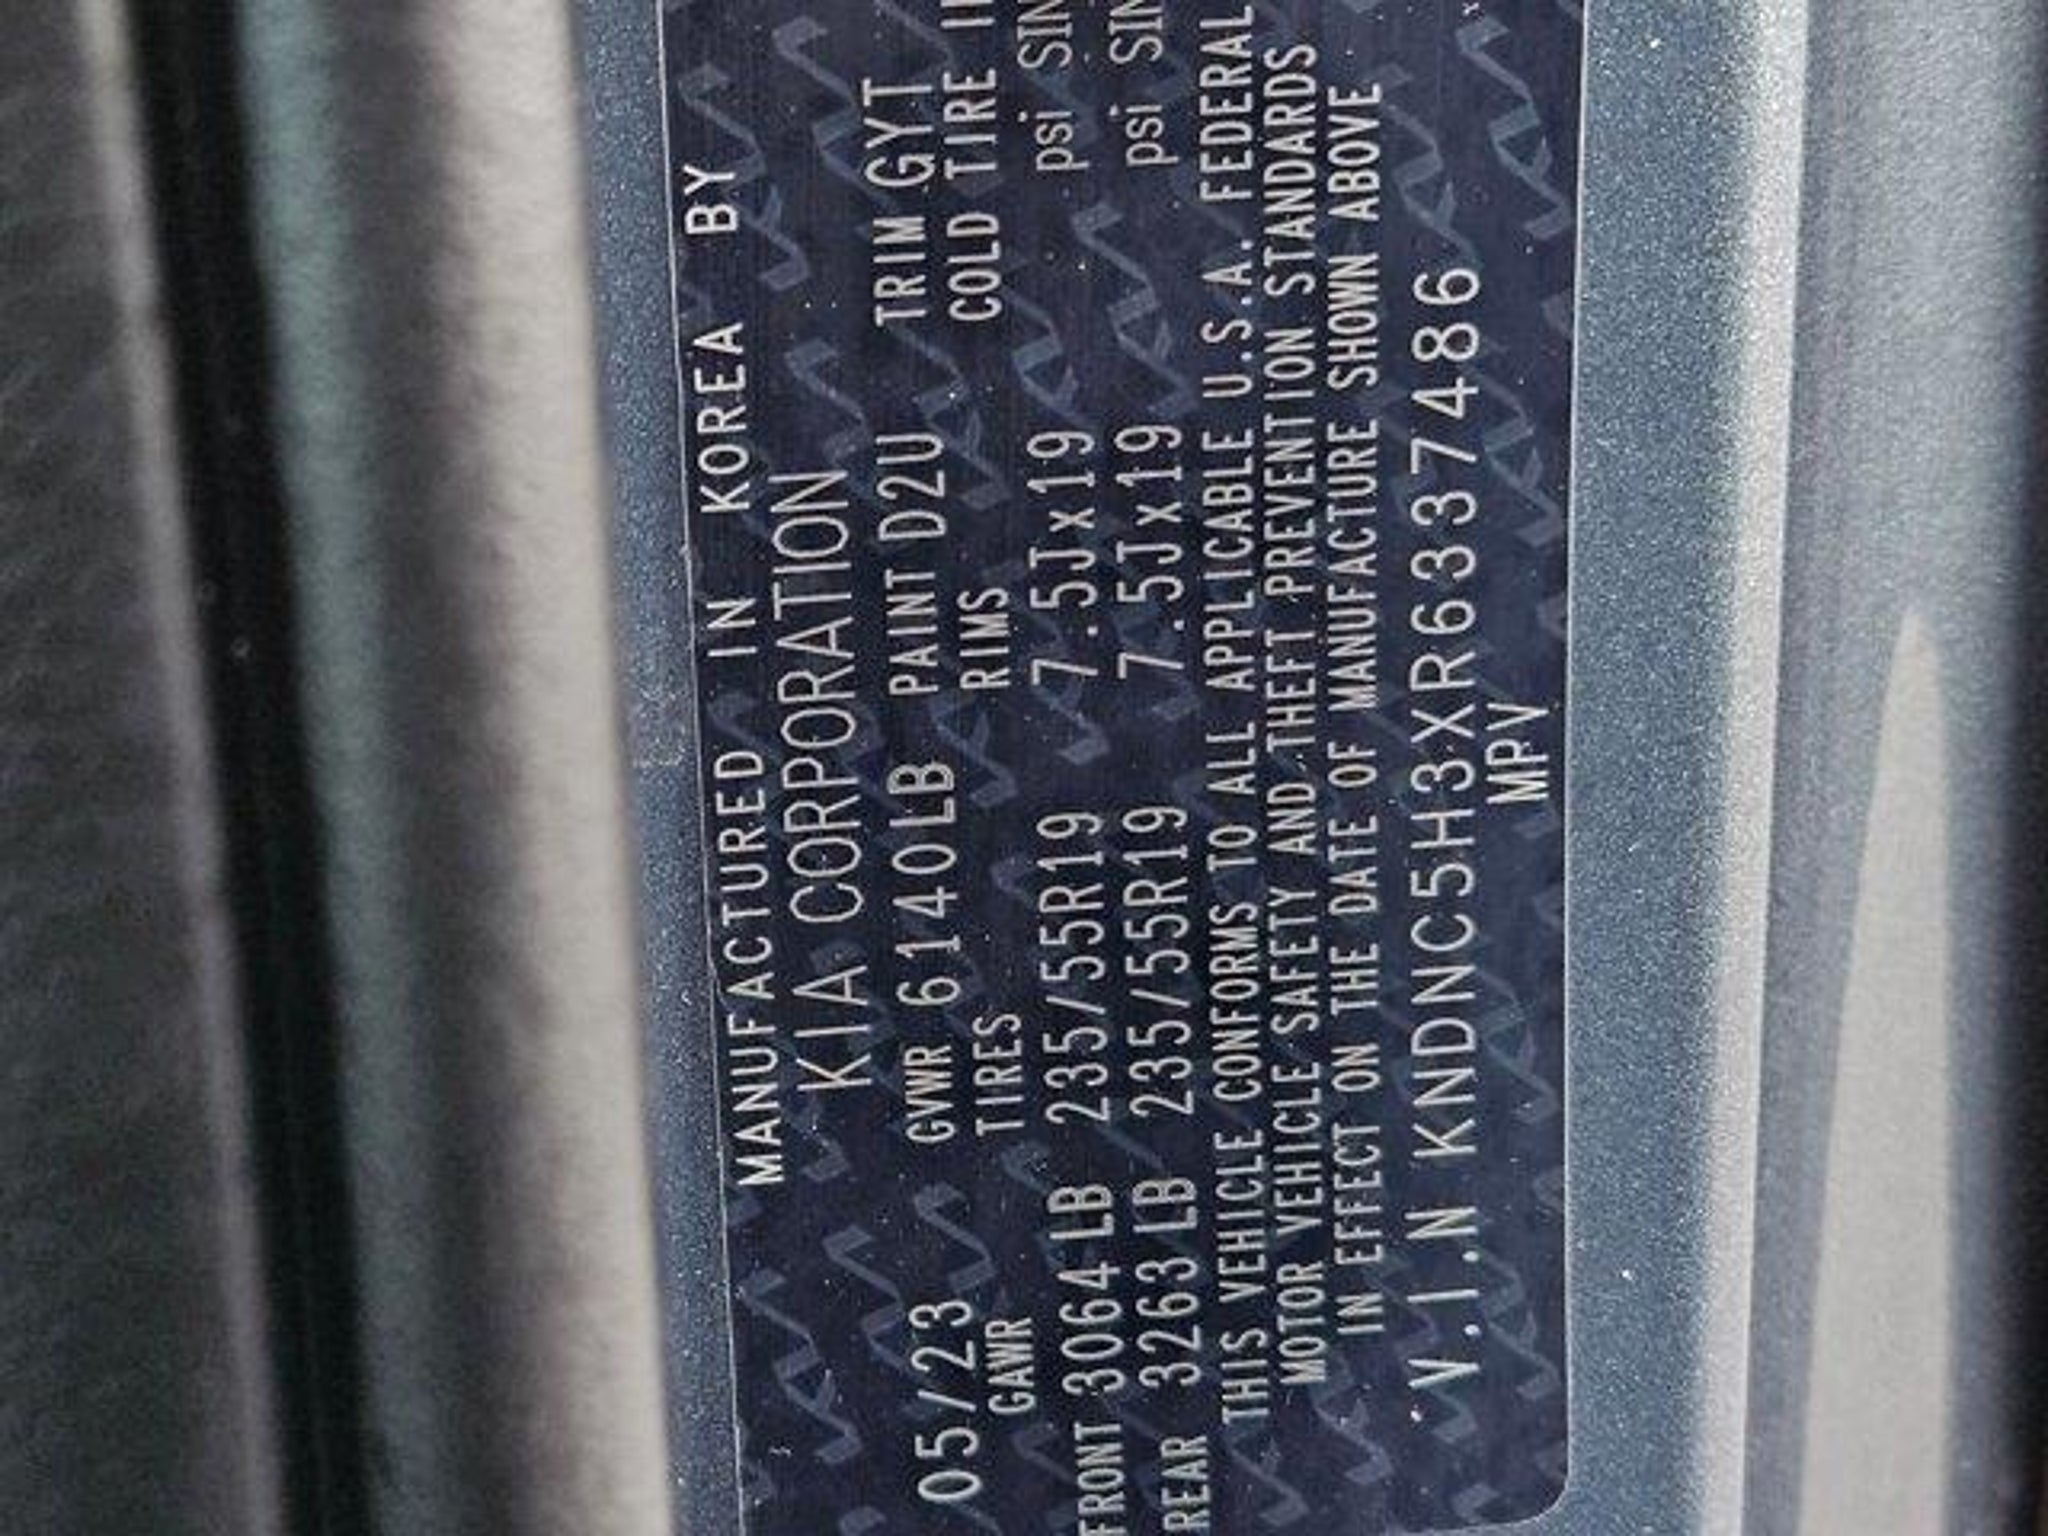 MANUFACTURED IN KOREA BY
KIA CORPORATION
05/23 GVWR 6140LB PAINT D2U TRIM GYT
GAWR TIRES RIMS COLD TIRE
FRONT 3064LB 235/55R19 7.5Jx19 psi SIN
REAR 3263LB 235/55R19 7.5Jx19 psi SIN
THIS VEHICLE CONFORMS TO ALL APPLICABLE U.S.A. FEDERAL
MOTOR VEHICLE SAFETY AND THEFT PREVENTION STANDARDS
IN EFFECT ON THE DATE OF MANUFACTURE SHOWN ABOVE
V.I.N KNDNC5H3XR6337486
MPV